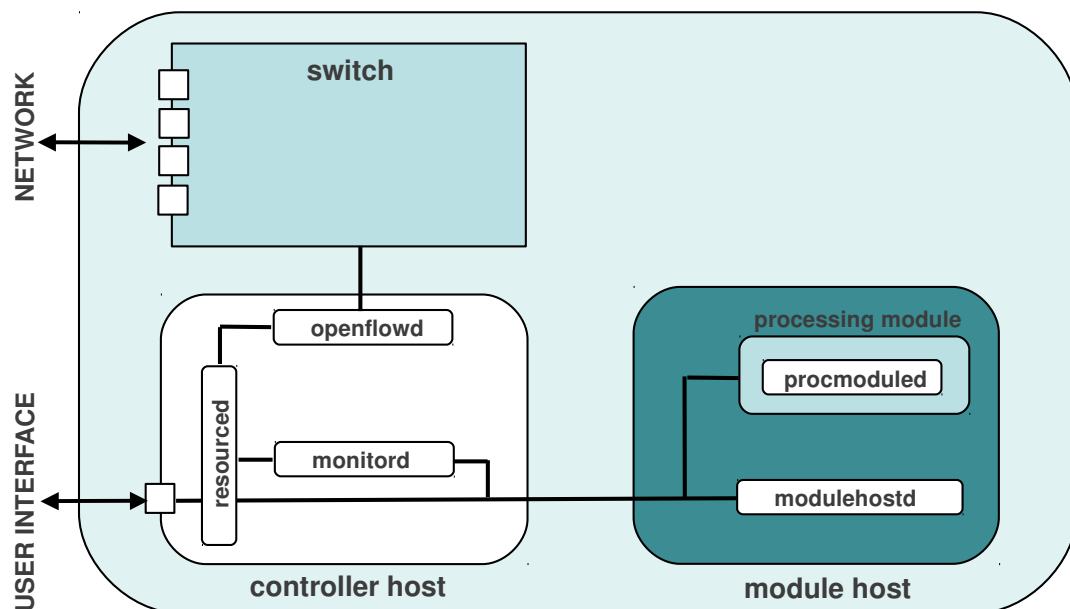 NETWORK
switch
openflowd
processing module
procmoduled
USER INTERFACE
resourced
monitord
modulehostd
controller host
module host